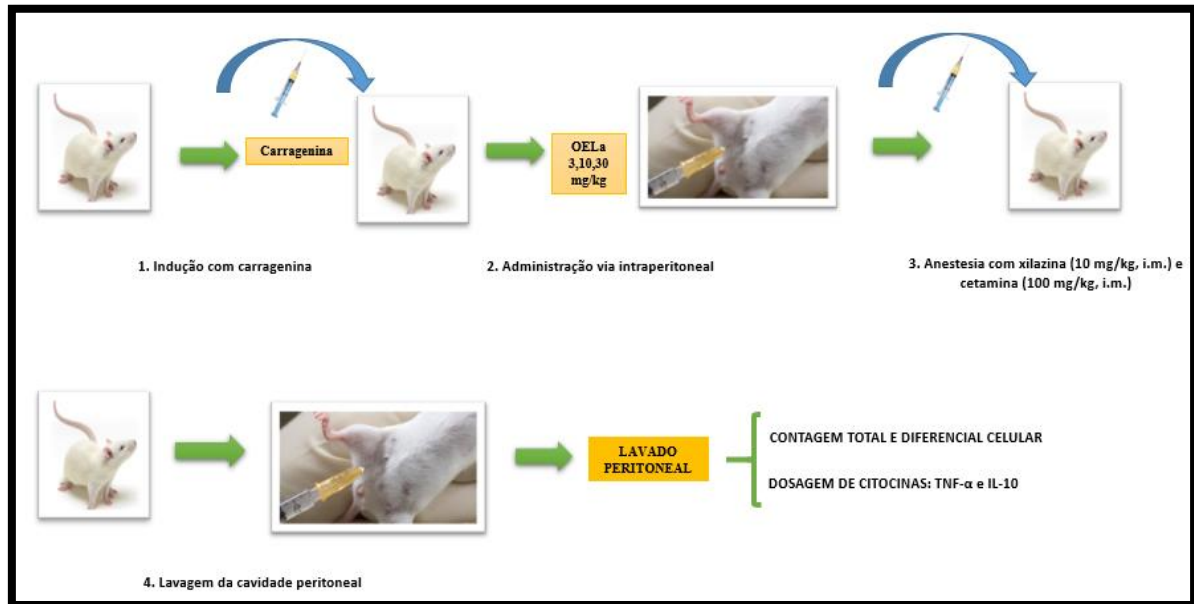 Carragenina
OELa
3,10,30
mg/kg
1. Indução com carragenina
2. Administração via intraperitoneal
3. Anestesia com xilazina (10 mg/kg, i.m.) e
cetamina (100 mg/kg, i.m.)
LAVADO
PERITONEAL
CONTAGEM TOTAL E DIFERENCIAL CELULAR
DOSAGEM DE CITOCINAS: TNF-α e IL-10
4. Lavagem da cavidade peritoneal